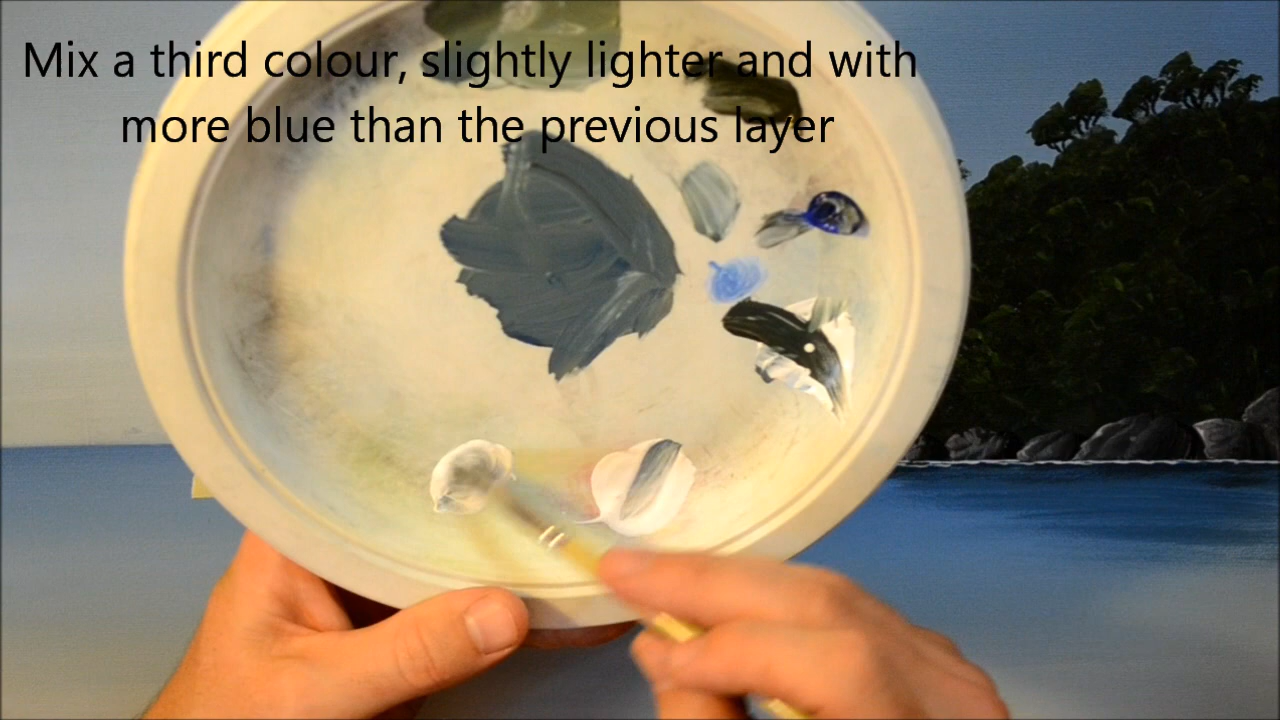 Mix a third colour, slightly lighter and with
more blue than the previous layer